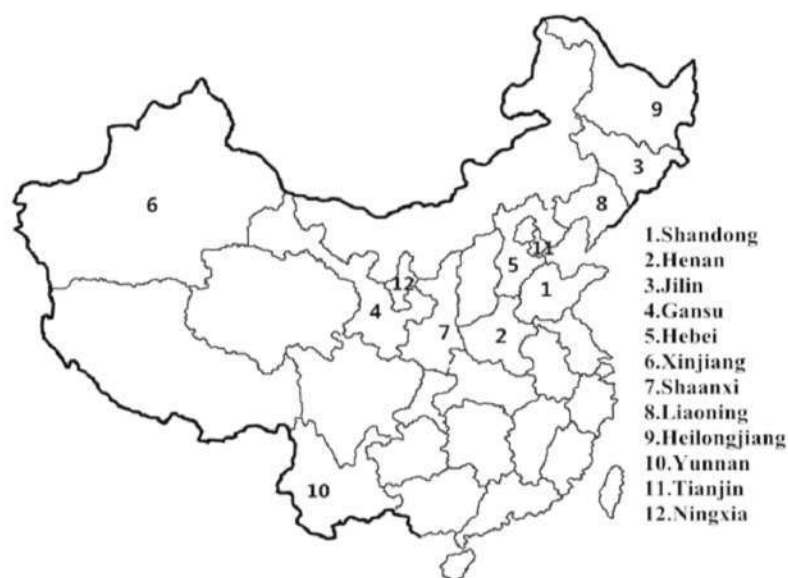 9
3
6
8
11
5
12
1
4
7
2
10
1.Shandong
2.Henan
3.Jilin
4.Gansu
5.Hebei
6.Xinjiang
7.Shaanxi
8.Liaoning
9.Heilongjiang
10.Yunnan
11.Tianjin
12.Ningxia